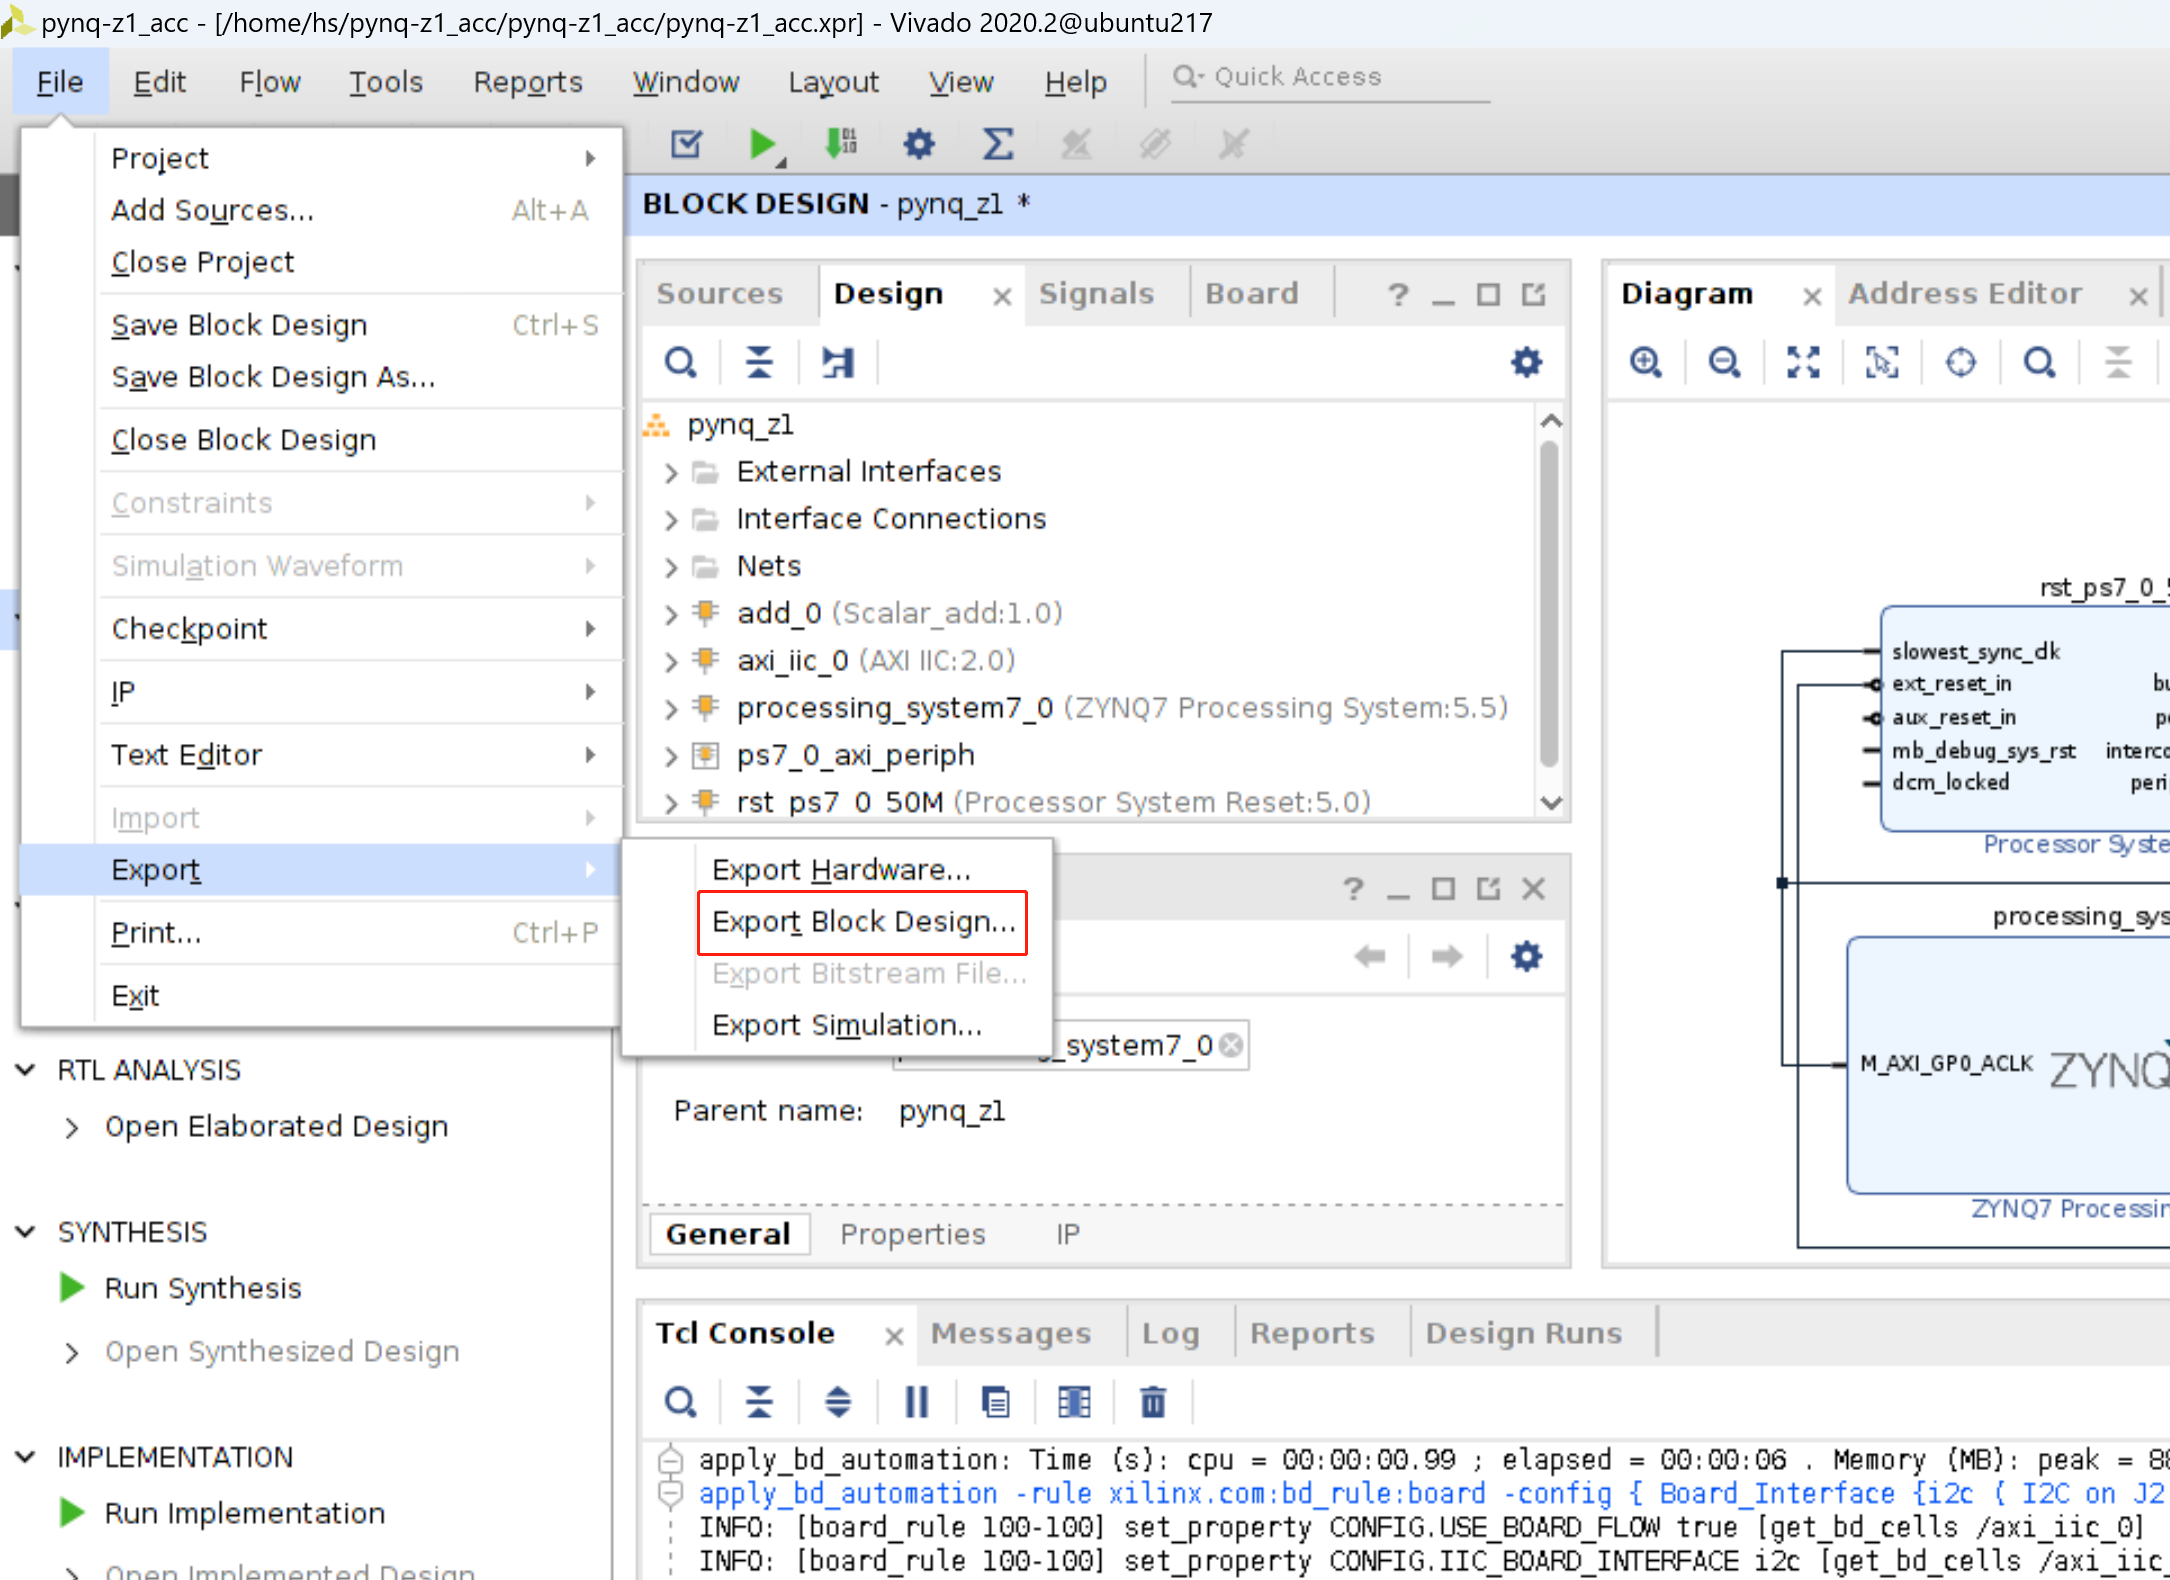 pynq-z1_acc - [/home/hs/pynq-z1_acc/pynq-z1_acc/pynq-z1_acc.xpr] - Vivado 2020.2@ubuntu217
File Edit Flow Tools Reports Window Layout View Help Quick Access
Project
Add Sources... Alt+A
Close Project
Save Block Design Ctrl+S
Save Block Design As...
Close Block Design
Constraints
Simulation Waveform
Checkpoint
IP
Text Editor
Import
Export
Print... Ctrl+P
Exit
Export Hardware...
Export Block Design...
Export Bitstream File...
Export Simulation...
BLOCK DESIGN - pynq_z1 *
Sources Design Signals Board
pynq_z1
External Interfaces
Interface Connections
Nets
add_0 (Scalar_add:1.0)
axi_iic_0 (AXI IIC:2.0)
processing_system7_0 (ZYNQ7 Processing System:5.5)
ps7_0_axi_periph
rst_ps7_0_50M (Processor System Reset:5.0)
_system7_0
Parent name: pynq_z1
General Properties IP
Diagram Address Editor
rst_ps7_0_5
slowest_sync_clk
ext_reset_in bu
aux_reset_in pe
mb_debug_sys_rst interco
dcm_locked peri
Processor Syste
processing_sys
M_AXI_GP0_ACLK ZYNQ
ZYNQ7 Processin
RTL ANALYSIS
Open Elaborated Design
SYNTHESIS
Run Synthesis
Open Synthesized Design
IMPLEMENTATION
Run Implementation
Open Implemented Design
Tcl Console Messages Log Reports Design Runs
apply_bd_automation: Time (s): cpu = 00:00:00.99 ; elapsed = 00:00:06 . Memory (MB): peak = 88
apply_bd_automation -rule xilinx.com:bd_rule:board -config { Board_Interface {i2c ( I2C on J2
INFO: [board_rule 100-100] set_property CONFIG.USE_BOARD_FLOW true [get_bd_cells /axi_iic_0]
INFO: [board_rule 100-100] set_property CONFIG.IIC_BOARD_INTERFACE i2c [get_bd_cells /axi_iic_